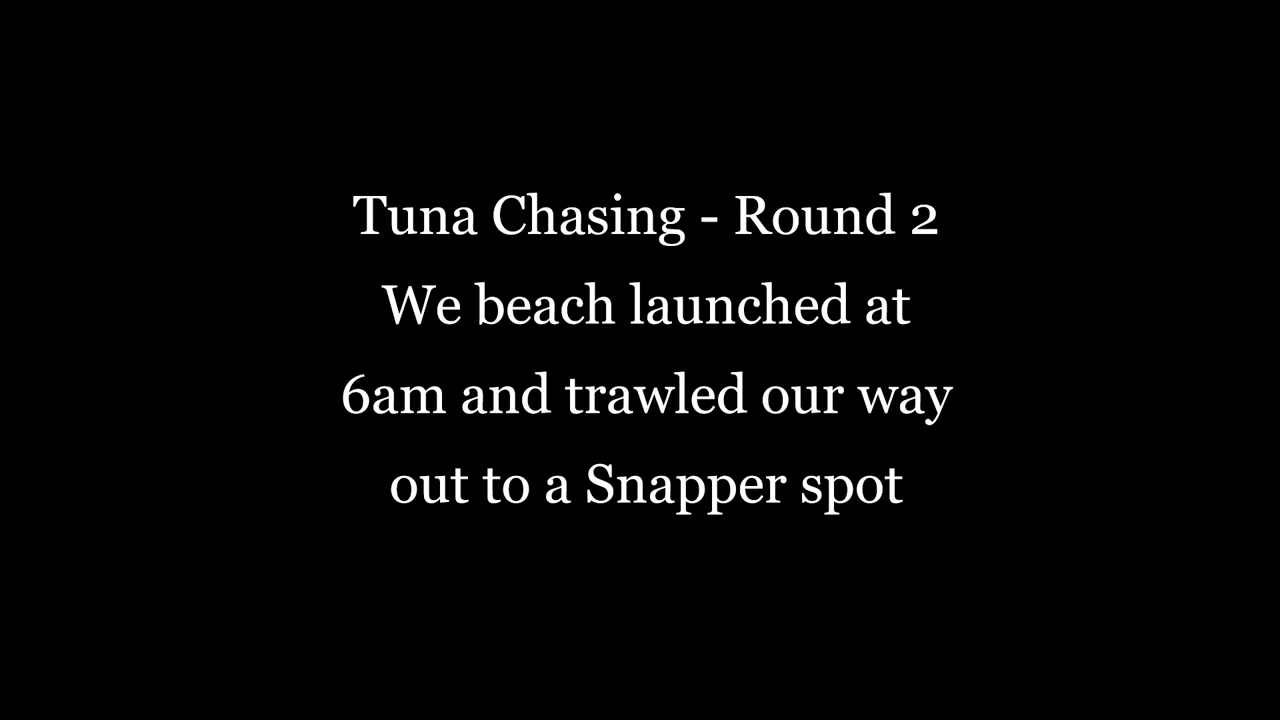 Tuna Chasing - Round 2
We beach launched at
6am and trawled our way
out to a Snapper spot